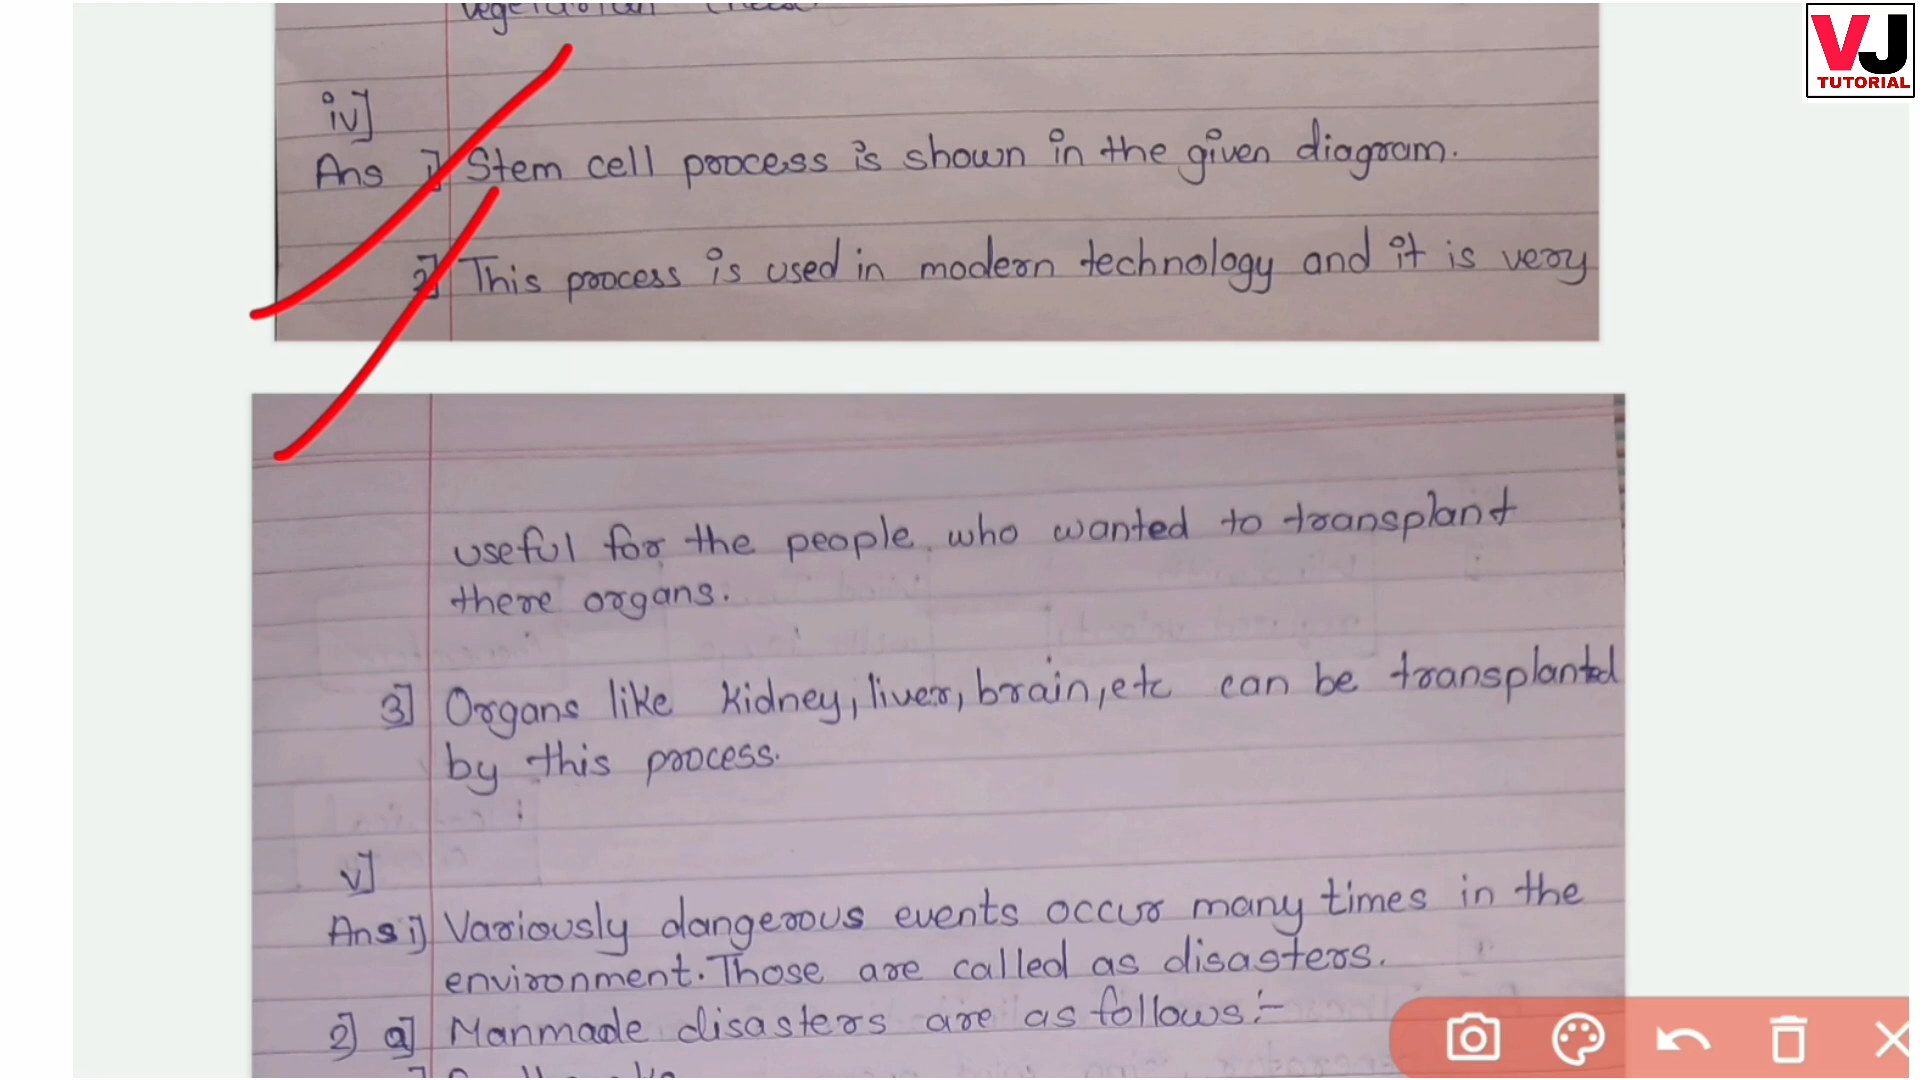 VJ
TUTORIAL
iv]
Ans 1] Stem cell process is shown in the given diagram.
2] This process is used in modern technology and it is very
useful for the people who wanted to transplant
there organs.
3] Organs like kidney, liver, brain, etc can be transplanted
by this process.
v]
Ans 1] Variously dangerous events occur many times in the
environment. Those are called as disasters.
2] a] Manmade disasters are as follows :-